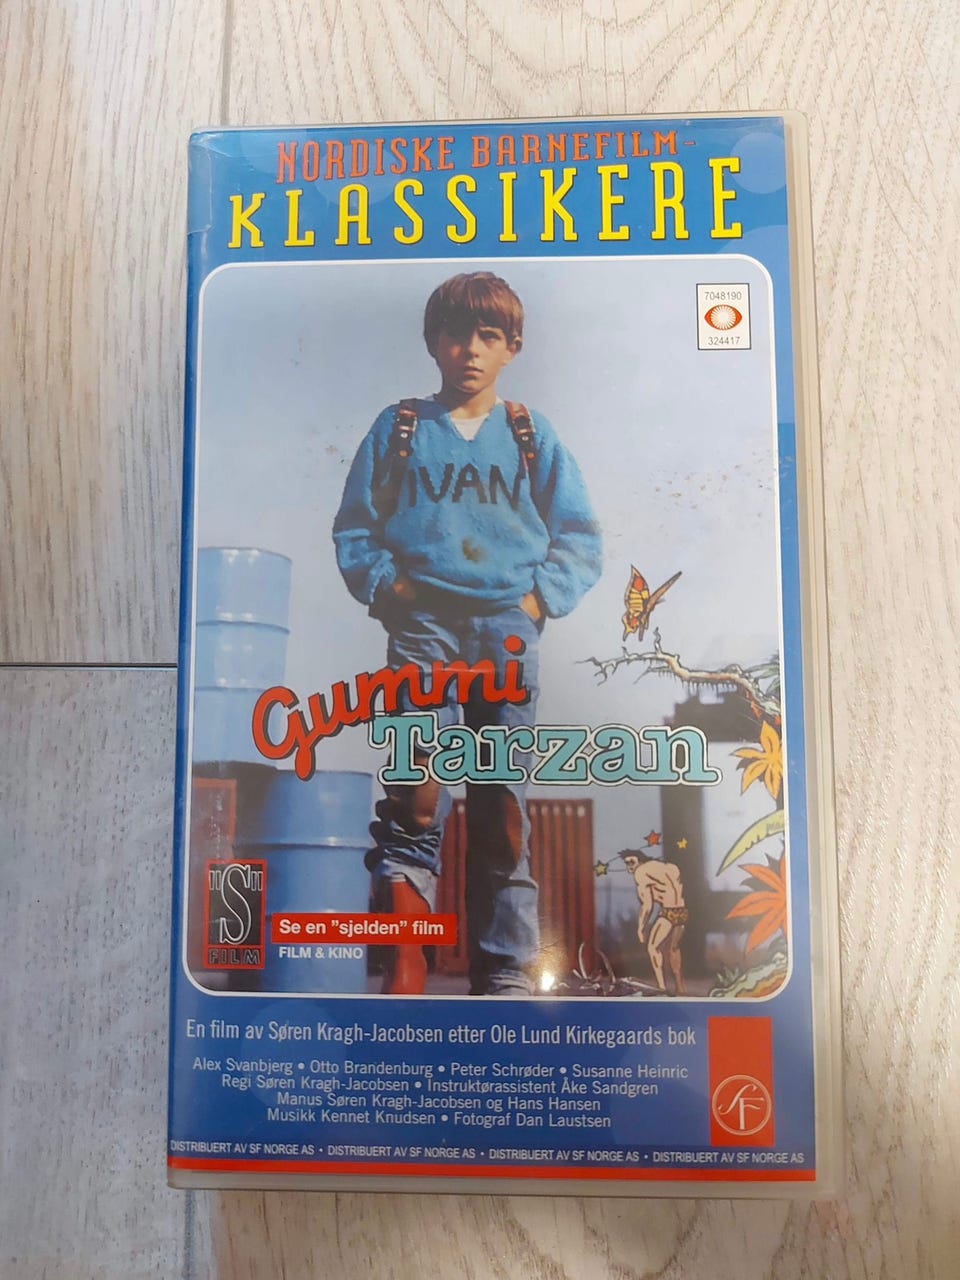 NORDISKE BARNEFILM-
KLASSIKERE
7048190
324417
IVAN
Gummi
Tarzan
"S"
FILM
Se en "sjelden" film
FILM & KINO
En film av Søren Kragh-Jacobsen etter Ole Lund Kirkegaards bok
Alex Svanbjerg • Otto Brandenburg • Peter Schrøder • Susanne Heinric
Regi Søren Kragh-Jacobsen • Instruktørassistent Åke Sandgren
Manus Søren Kragh-Jacobsen og Hans Hansen
Musikk Kennet Knudsen • Fotograf Dan Laustsen
SF
DISTRIBUERT AV SF NORGE AS • DISTRIBUERT AV SF NORGE AS • DISTRIBUERT AV SF NORGE AS • DISTRIBUERT AV SF NORGE AS